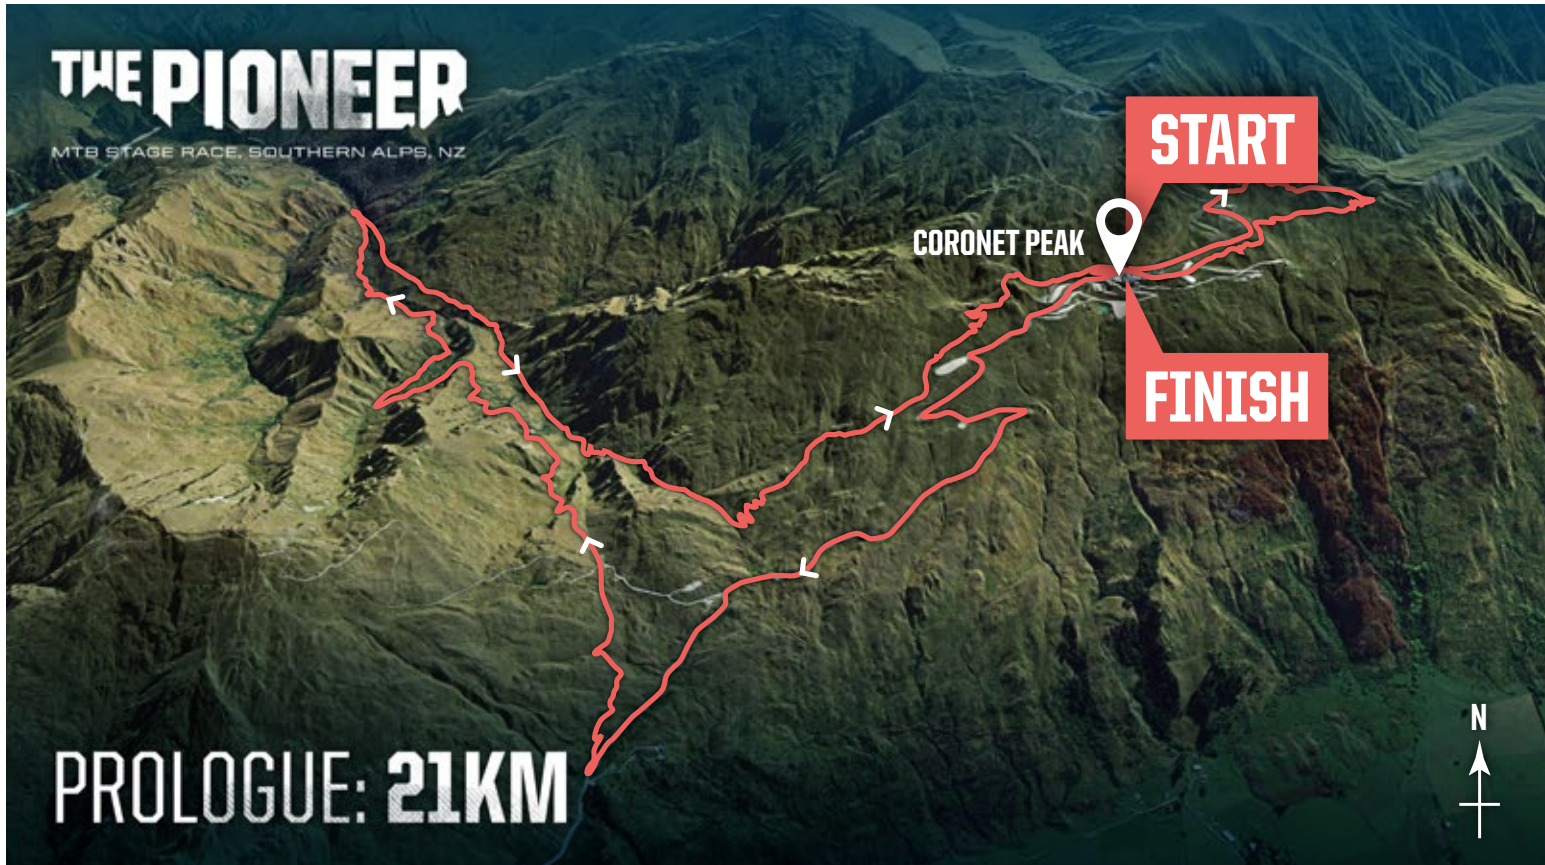 THE PIONEER
MTB STAGE RACE, SOUTHERN ALPS, NZ
START
CORONET PEAK
FINISH
N
PROLOGUE: 21KM